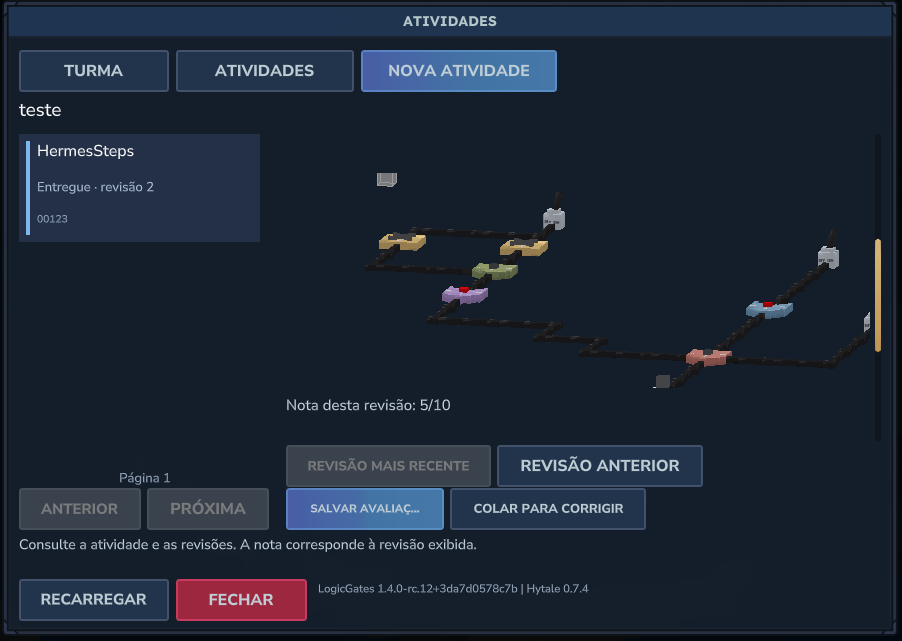 ATIVIDADES
TURMA
ATIVIDADES
NOVA ATIVIDADE
teste
HermesSteps
Entregue · revisão 2
00123
Nota desta revisão: 5/10
REVISÃO MAIS RECENTE
REVISÃO ANTERIOR
Página 1
ANTERIOR
PRÓXIMA
SALVAR AVALIAÇ...
COLAR PARA CORRIGIR
Consulte a atividade e as revisões. A nota corresponde à revisão exibida.
RECARREGAR
FECHAR
LogicGates 1.4.0-rc.12+3da7d0578c7b | Hytale 0.7.4